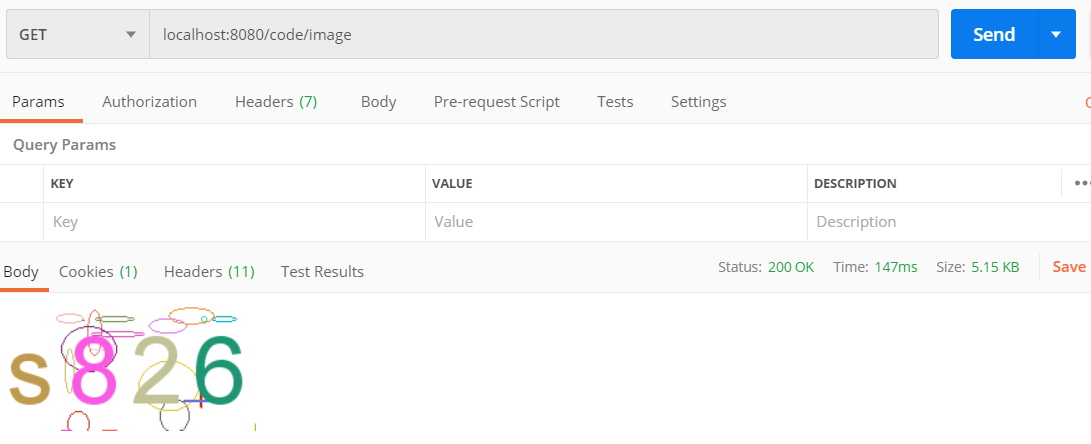 GET localhost:8080/code/image Send
Params Authorization Headers (7) Body Pre-request Script Tests Settings
Query Params
KEY VALUE DESCRIPTION
Key Value Description
Body Cookies (1) Headers (11) Test Results Status: 200 OK Time: 147ms Size: 5.15 KB Save
s826